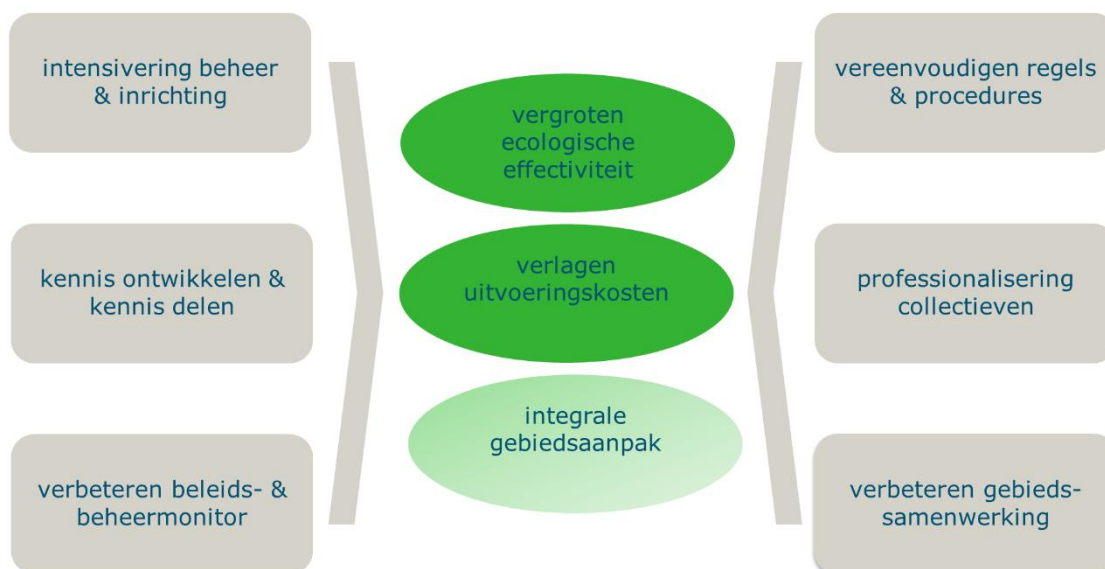 intensivering beheer
& inrichting
kennis ontwikkelen &
kennis delen
verbeteren beleids- &
beheermonitor
vergroten
ecologische
effectiviteit
verlagen
uitvoeringskosten
integrale
gebiedsaanpak
vereenvoudigen regels
& procedures
professionalisering
collectieven
verbeteren gebieds-
samenwerking